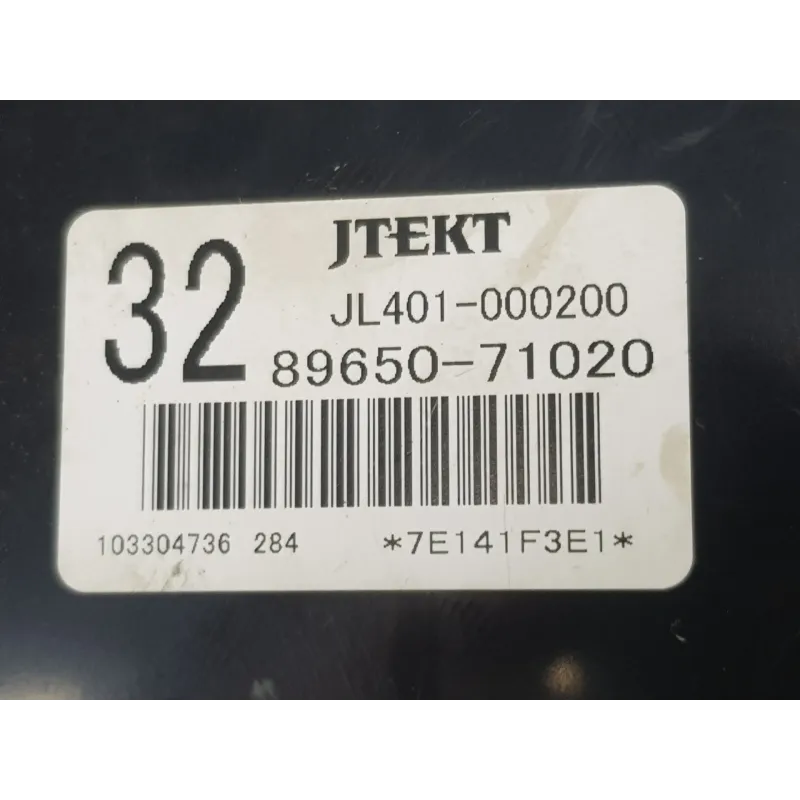 32
JTEKT
JL401-000200
89650-71020
103304736 284 *7E141F3E1*